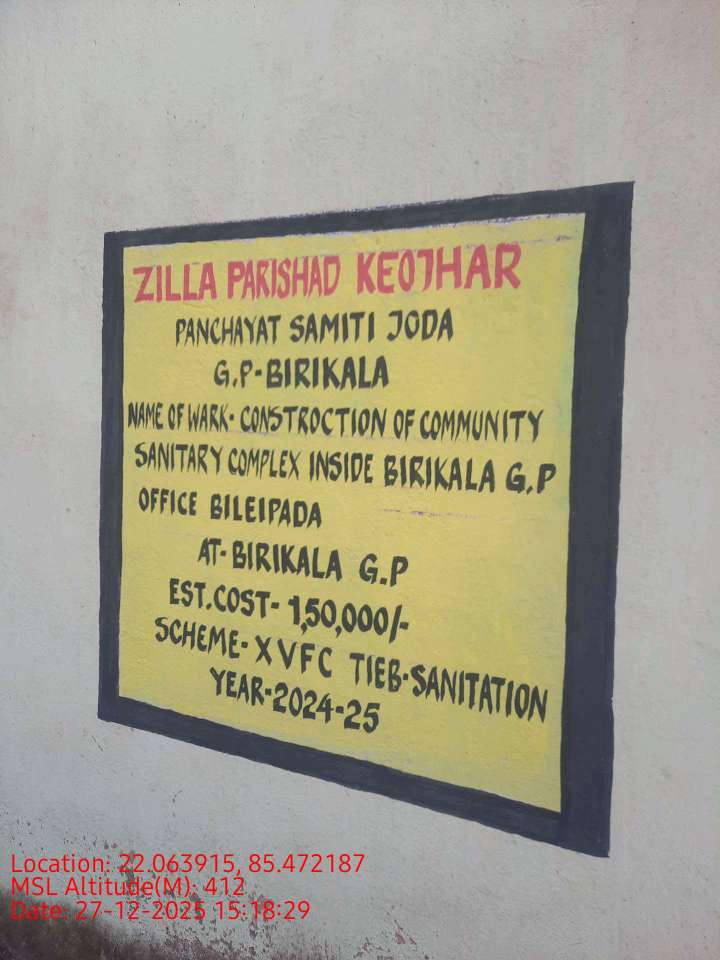 ZILLA PARISHAD KEOJHAR
PANCHAYAT SAMITI JODA
G.P-BIRIKALA
NAME OF WARK- CONSTROCTION OF COMMUNITY
SANITARY COMPLEX INSIDE BIRIKALA G.P
OFFICE BILEIPADA
AT-BIRIKALA G.P
EST.COST- 1,50,000/-
SCHEME-XVFC TIEB-SANITATION
YEAR-2024-25
Location: 22.063915, 85.472187
MSL Altitude(M): 412
Date: 27-12-2025 15:18:29